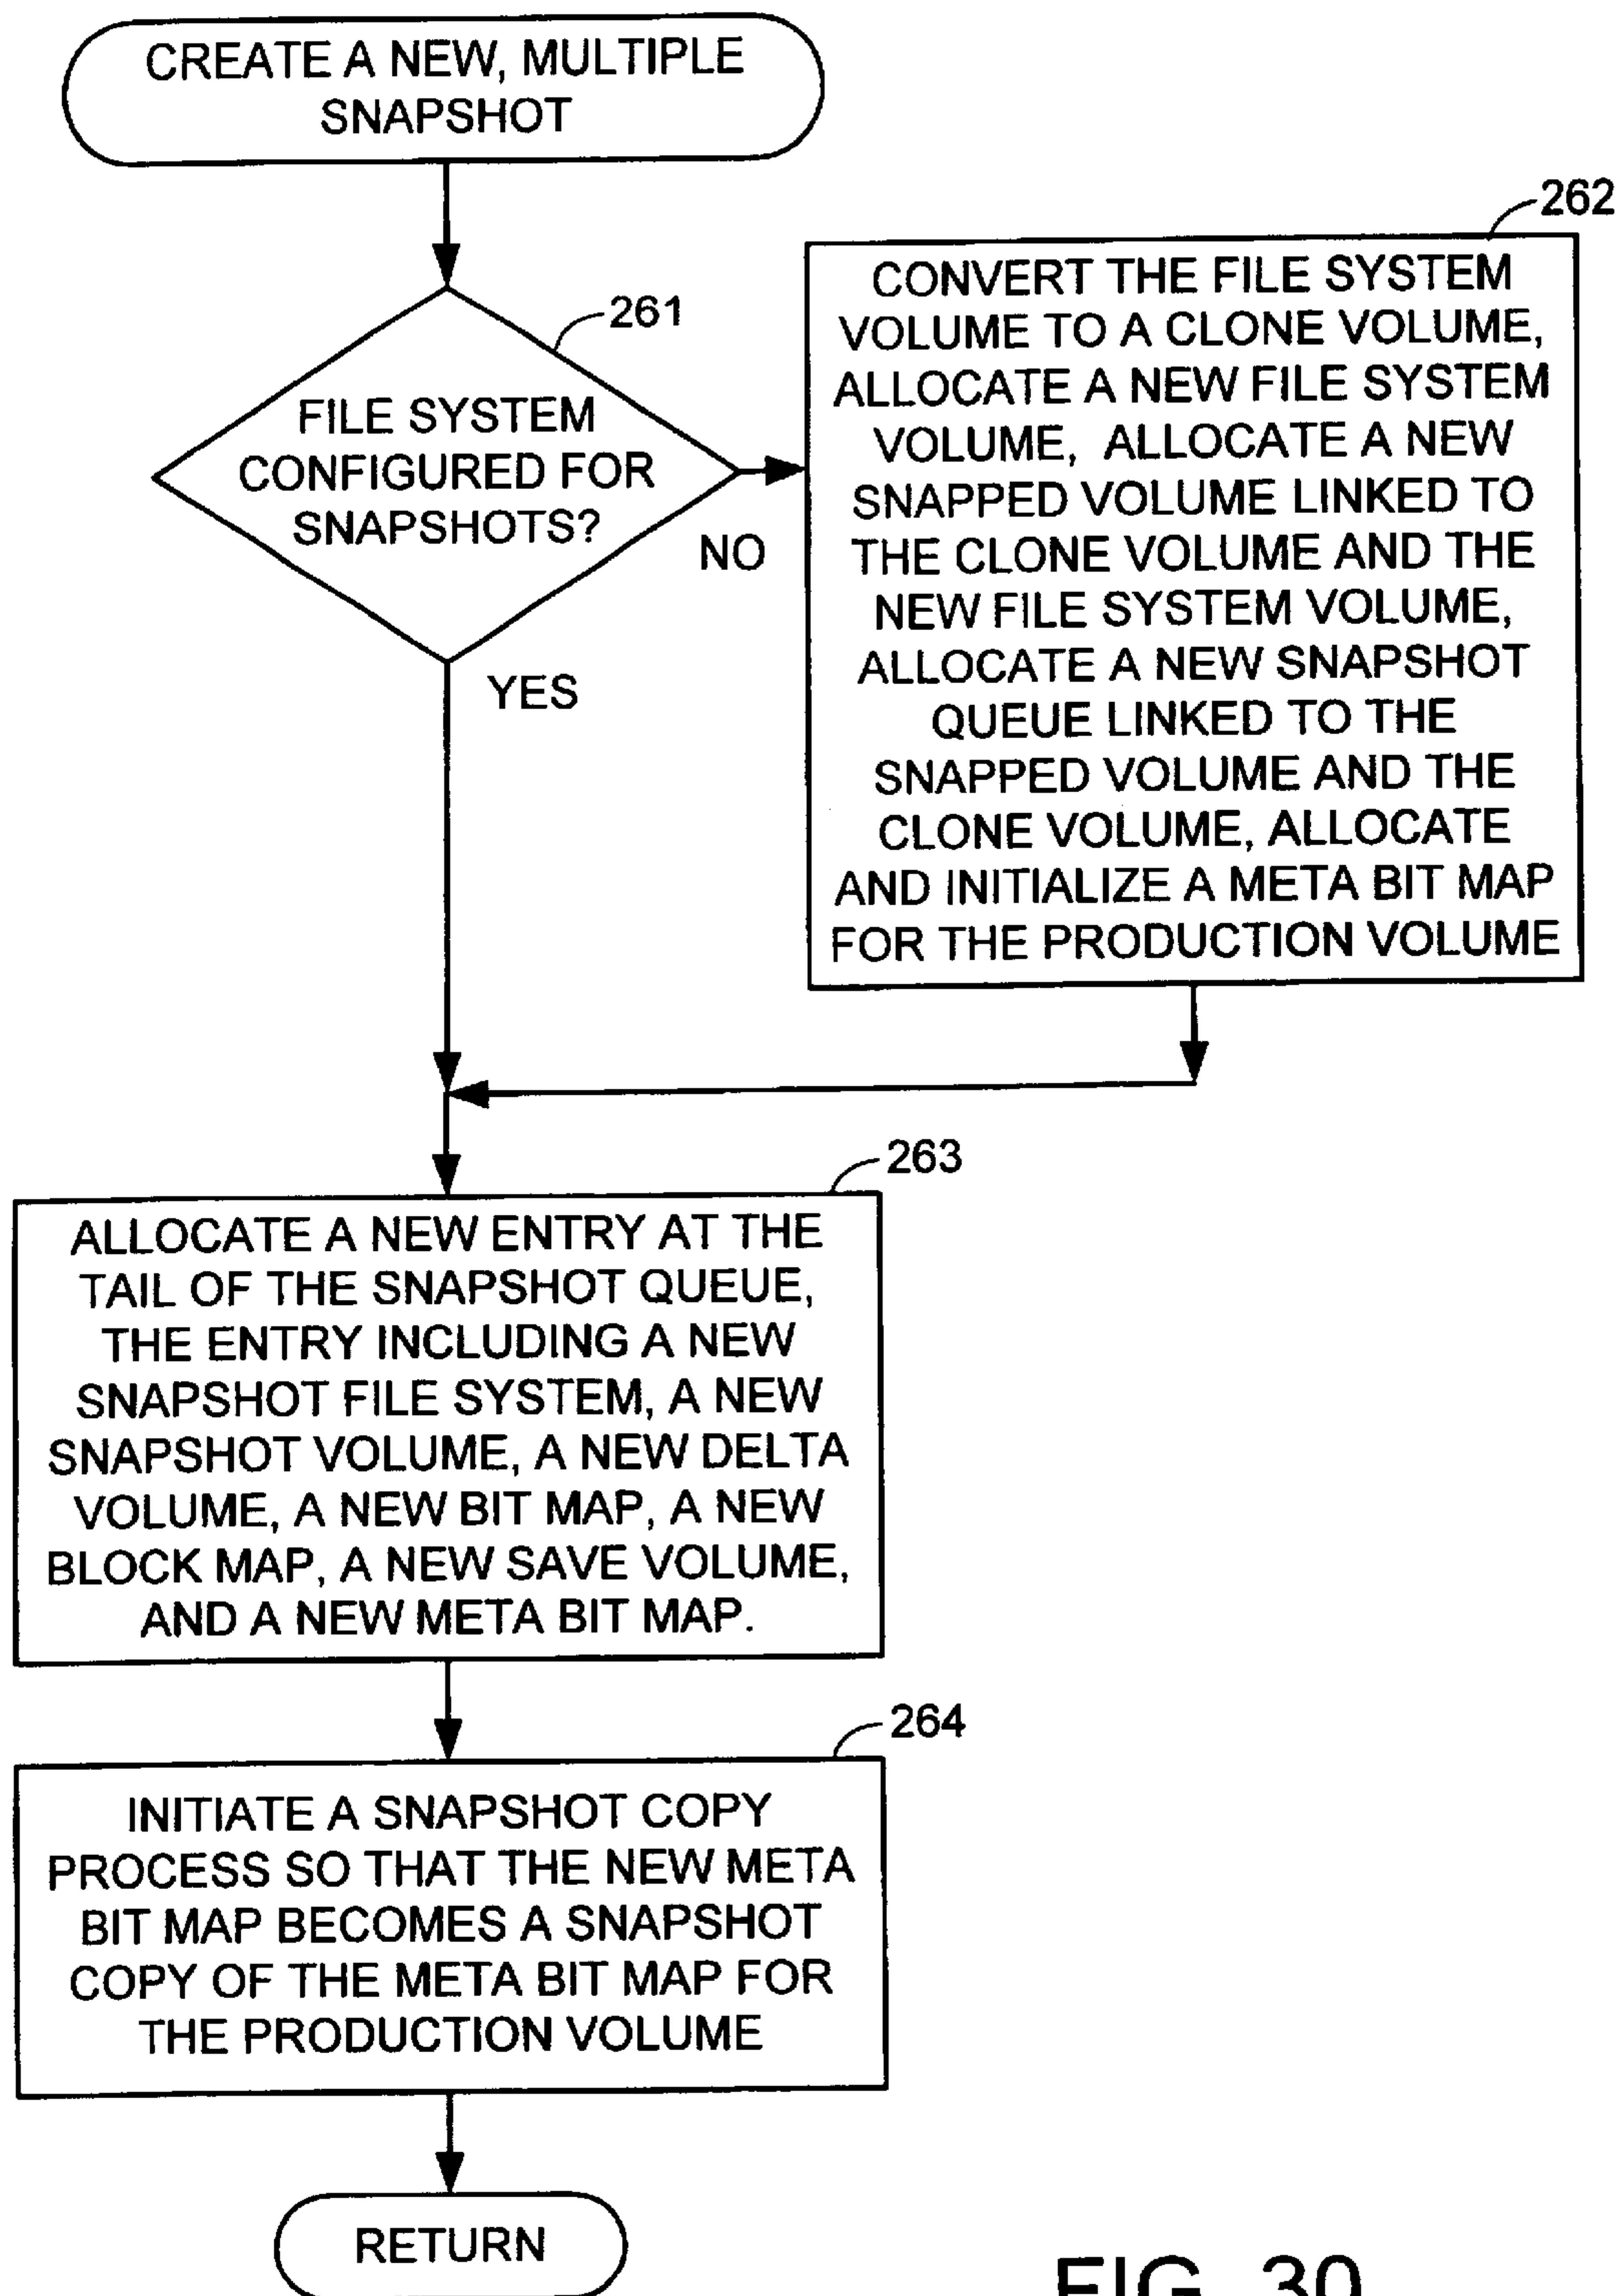 CREATE A NEW, MULTIPLE
SNAPSHOT
261
FILE SYSTEM
CONFIGURED FOR
SNAPSHOTS?
NO
YES
262
CONVERT THE FILE SYSTEM
VOLUME TO A CLONE VOLUME,
ALLOCATE A NEW FILE SYSTEM
VOLUME, ALLOCATE A NEW
SNAPPED VOLUME LINKED TO
THE CLONE VOLUME AND THE
NEW FILE SYSTEM VOLUME,
ALLOCATE A NEW SNAPSHOT
QUEUE LINKED TO THE
SNAPPED VOLUME AND THE
CLONE VOLUME, ALLOCATE
AND INITIALIZE A META BIT MAP
FOR THE PRODUCTION VOLUME
263
ALLOCATE A NEW ENTRY AT THE
TAIL OF THE SNAPSHOT QUEUE,
THE ENTRY INCLUDING A NEW
SNAPSHOT FILE SYSTEM, A NEW
SNAPSHOT VOLUME, A NEW DELTA
VOLUME, A NEW BIT MAP, A NEW
BLOCK MAP, A NEW SAVE VOLUME,
AND A NEW META BIT MAP.
264
INITIATE A SNAPSHOT COPY
PROCESS SO THAT THE NEW META
BIT MAP BECOMES A SNAPSHOT
COPY OF THE META BIT MAP FOR
THE PRODUCTION VOLUME
RETURN
FIG. 30